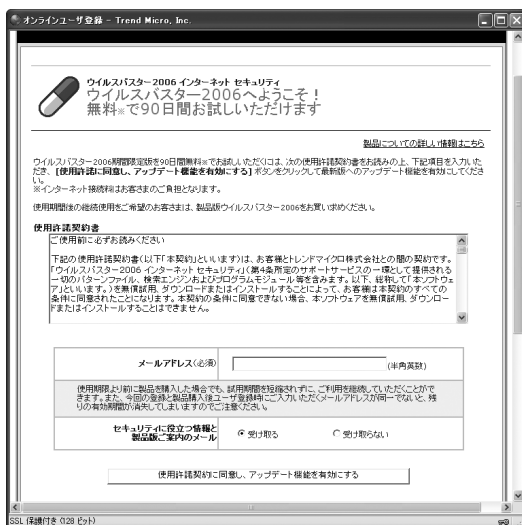 オンラインユーザ登録 - Trend Micro, Inc.
ウイルスバスター2006 インターネット セキュリティ
ウイルスバスター2006へようこそ！
無料※で90日間お試しいただけます
製品についての詳しい情報はこちら
ウイルスバスター2006期間限定版を90日間無料※でお試しいただくには、次の使用許諾契約書をお読みの上、下記項目を入力いた
だき、[使用許諾に同意し、アップデート機能を有効にする] ボタンをクリックして最新版へのアップデート機能を有効にしてくださ
い。
※インターネット接続料はお客さまのご負担となります。
使用期間後の継続使用をご希望のお客さまは、製品版ウイルスバスター2006をお買い求めください。
使用許諾契約書
ご使用前に必ずお読みください
下記の使用許諾契約書(以下「本契約」といいます)は、お客様とトレンドマイクロ株式会社との間の契約です。
「ウイルスバスター2006 インターネット セキュリティ」(第4条所定のサポートサービスの一環として提供される
一切のパターンファイル、検索エンジンおよびプログラムモジュール等を含みます。以下、総称して「本ソフトウェ
ア」といいます。)を無償試用、ダウンロードまたはインストールすることによって、お客様は本契約のすべての
条件に同意されたことになります。本契約の条件に同意できない場合、本ソフトウェアを無償試用、ダウンロー
ドまたはインストールすることはできません。
メールアドレス(必須) (半角英数)
使用期限より前に製品を購入した場合でも、試用期間を短縮されずに、ご利用を継続していただくことがで
きます。また、今回の登録と製品購入後ユーザ登録時にご入力いただくメールアドレスが同一でないと、残
りの有効期間が消失してしまいますのでご注意ください。
セキュリティに役立つ情報と
製品版ご案内のメール
受け取る 受け取らない
使用許諾契約に同意し、アップデート機能を有効にする
SSL 保護付き (128 ビット)